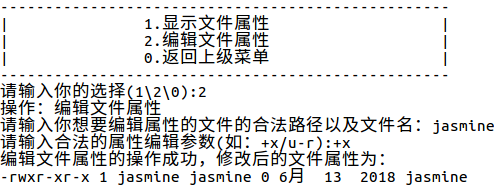 --------------------------------------------------
| 1.显示文件属性 |
| 2.编辑文件属性 |
| 0.返回上级菜单 |
--------------------------------------------------
请输入你的选择(1\2\0):2
操作: 编辑文件属性
请输入你想要编辑属性的文件的合法路径以及文件名: jasmine
请输入合法的属性编辑参数(如: +x/u-r):+x
编辑文件属性的操作成功，修改后的文件属性为:
-rwxr-xr-x 1 jasmine jasmine 0 6月  13  2018 jasmine